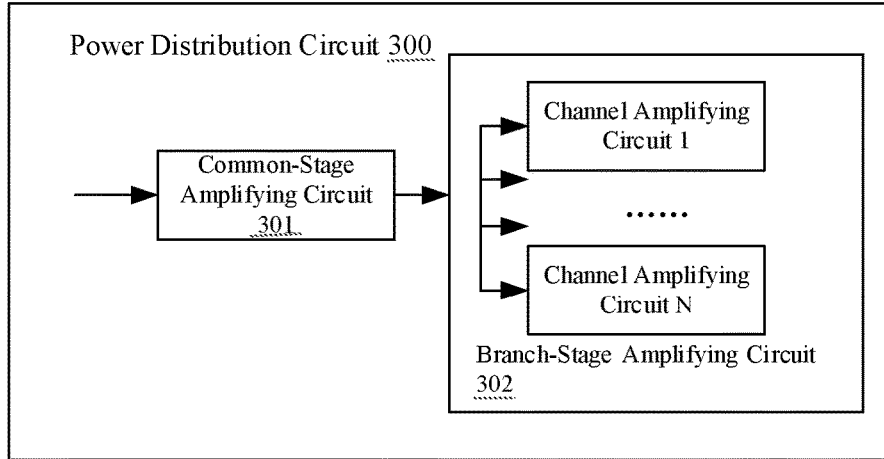 Power Distribution Circuit 300
Common-Stage
Amplifying Circuit
301
Channel Amplifying
Circuit 1
......
Channel Amplifying
Circuit N
Branch-Stage Amplifying Circuit
302